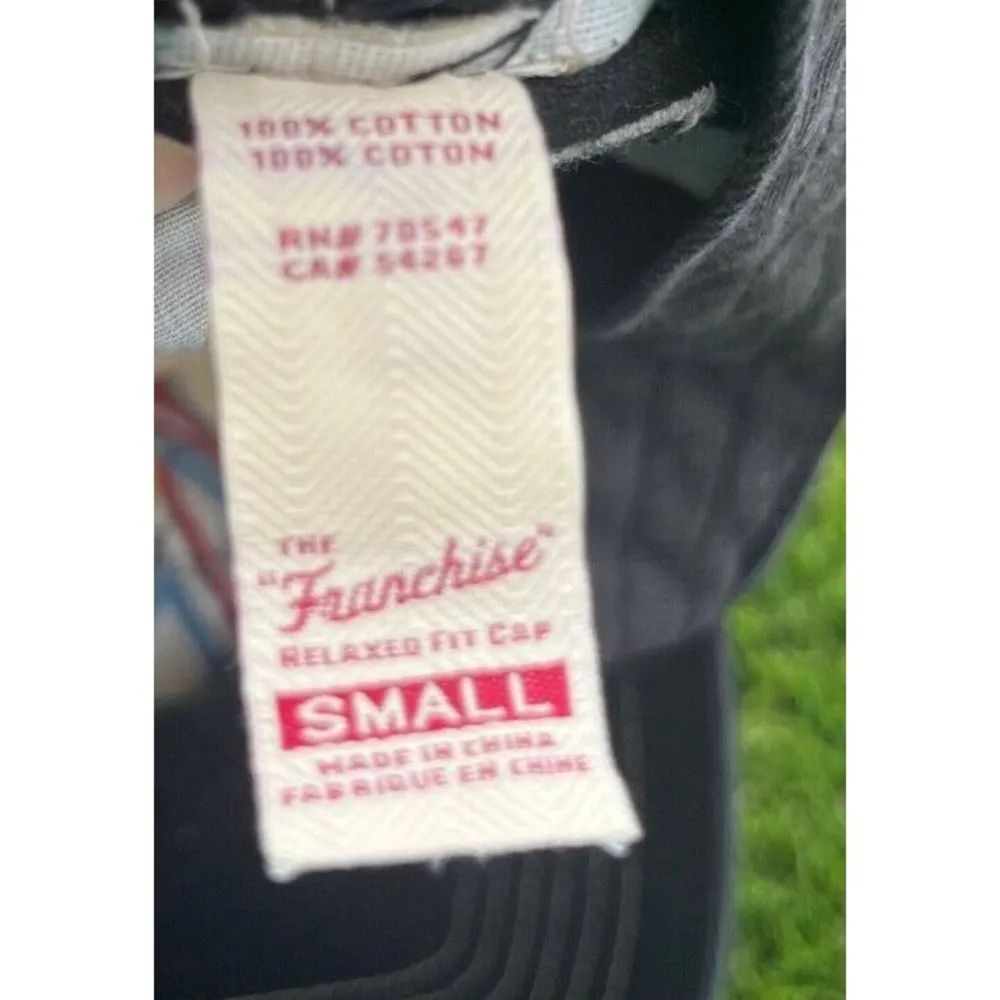 100% COTTON
100% COTON
RN# 70547
CA# 54267
THE
"Franchise"
RELAXED FIT CAP
SMALL
MADE IN CHINA
FABRIQUE EN CHINE